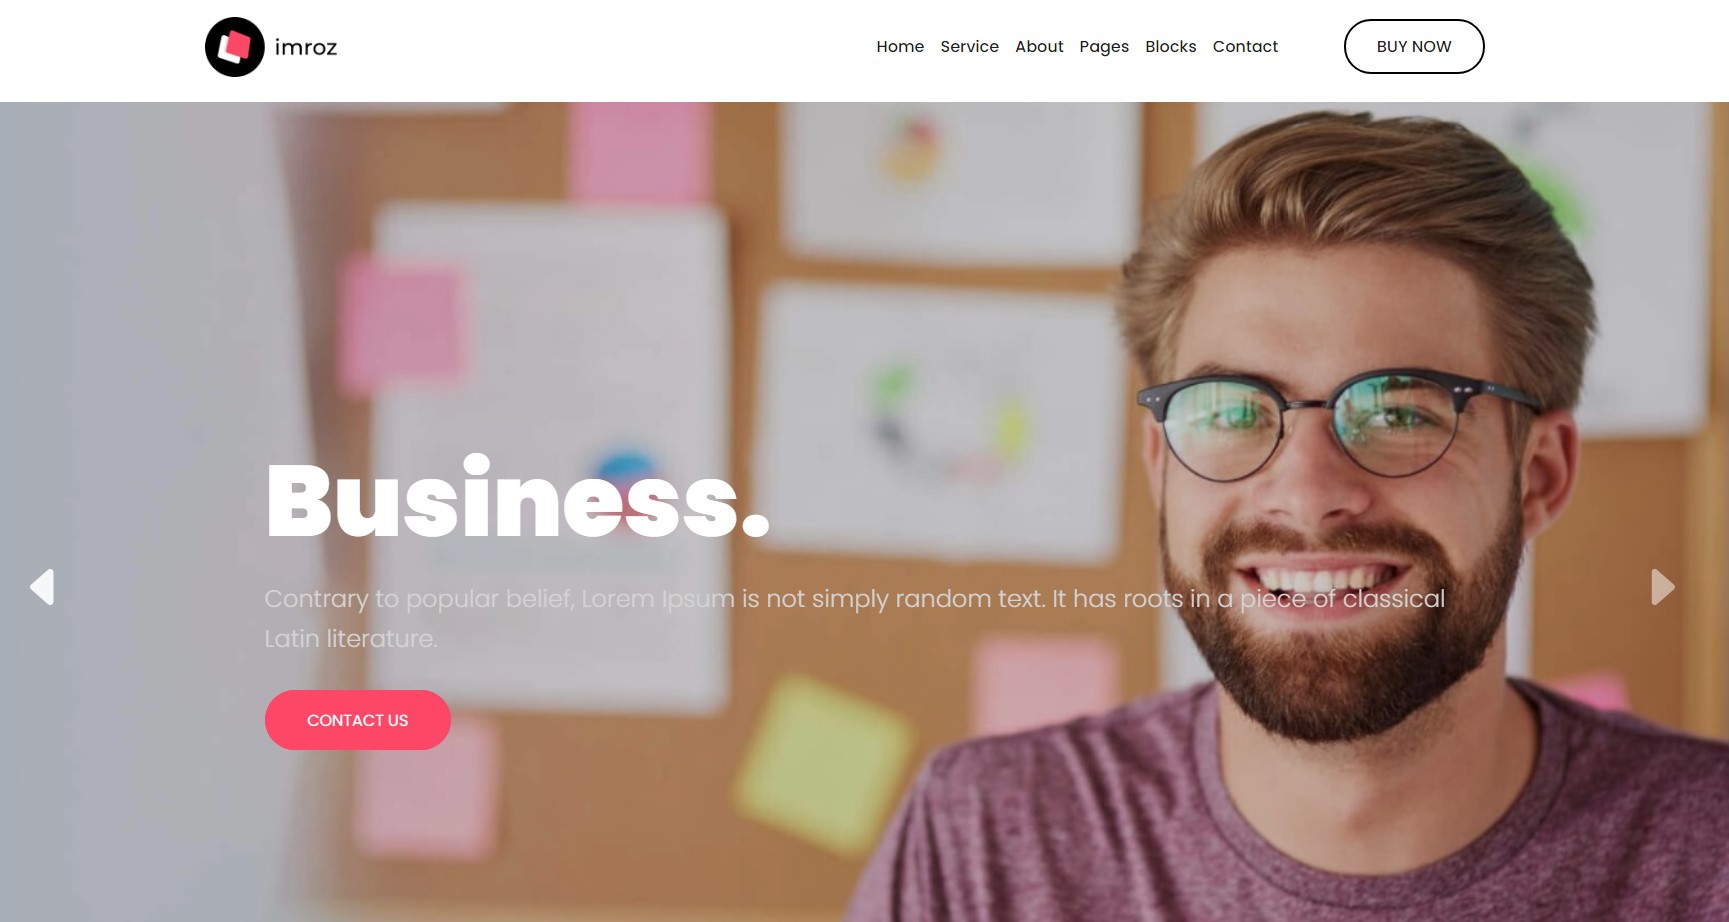 imroz
Home Service About Pages Blocks Contact
BUY NOW
Business.
Contrary to popular belief, Lorem Ipsum is not simply random text. It has roots in a piece of classical
Latin literature.
CONTACT US